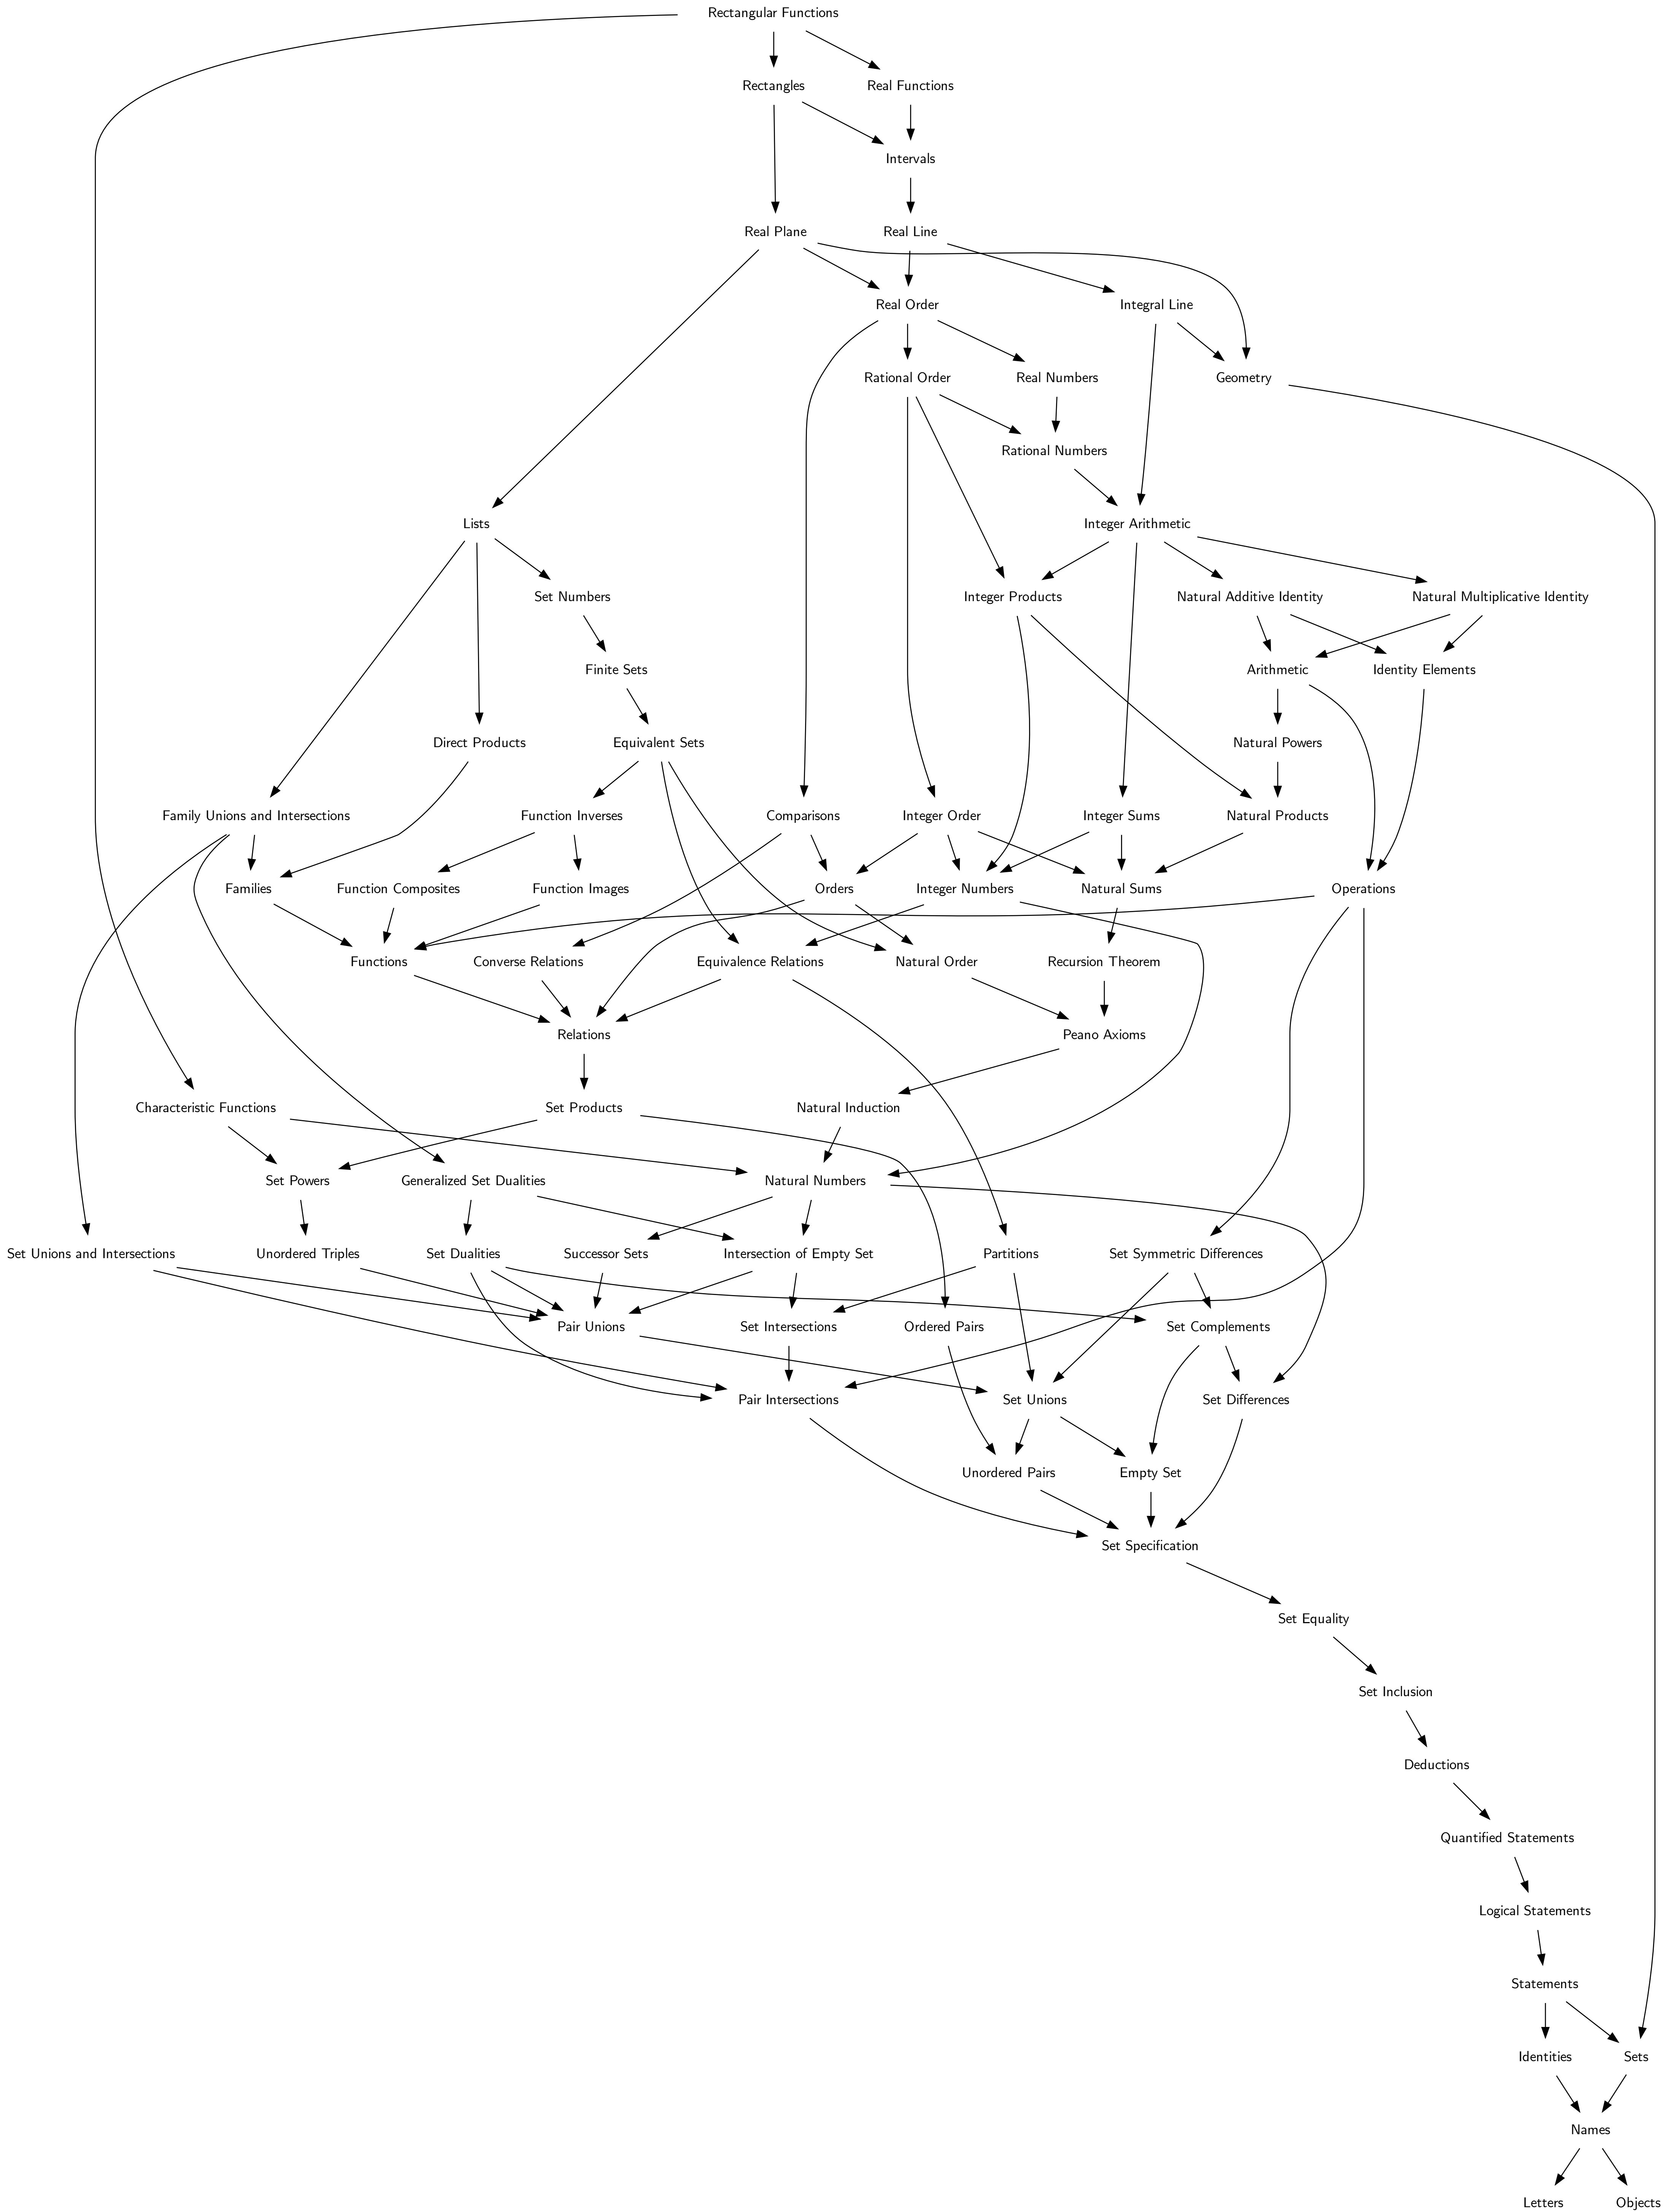 Rectangular Functions
Rectangles
Real Functions
Intervals
Real Plane
Real Line
Real Order
Integral Line
Rational Order
Real Numbers
Geometry
Rational Numbers
Lists
Integer Arithmetic
Set Numbers
Integer Products
Natural Additive Identity
Natural Multiplicative Identity
Finite Sets
Arithmetic
Identity Elements
Direct Products
Equivalent Sets
Natural Powers
Family Unions and Intersections
Function Inverses
Comparisons
Integer Order
Integer Sums
Natural Products
Families
Function Composites
Function Images
Orders
Integer Numbers
Natural Sums
Operations
Functions
Converse Relations
Equivalence Relations
Natural Order
Recursion Theorem
Relations
Peano Axioms
Characteristic Functions
Set Products
Natural Induction
Set Powers
Generalized Set Dualities
Natural Numbers
Set Unions and Intersections
Unordered Triples
Set Dualities
Successor Sets
Intersection of Empty Set
Partitions
Set Symmetric Differences
Pair Unions
Set Intersections
Ordered Pairs
Set Complements
Pair Intersections
Set Unions
Set Differences
Unordered Pairs
Empty Set
Set Specification
Set Equality
Set Inclusion
Deductions
Quantified Statements
Logical Statements
Statements
Identities
Sets
Names
Letters
Objects